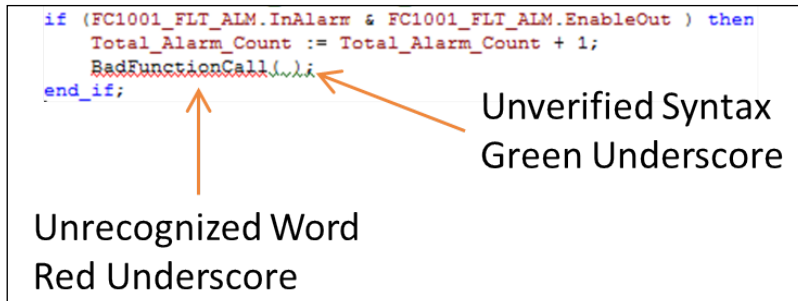 if (FC1001_FLT_ALM.InAlarm & FC1001_FLT_ALM.EnableOut ) then
Total_Alarm_Count := Total_Alarm_Count + 1;
BadFunctionCall( );
end_if;
Unverified Syntax
Green Underscore
Unrecognized Word
Red Underscore